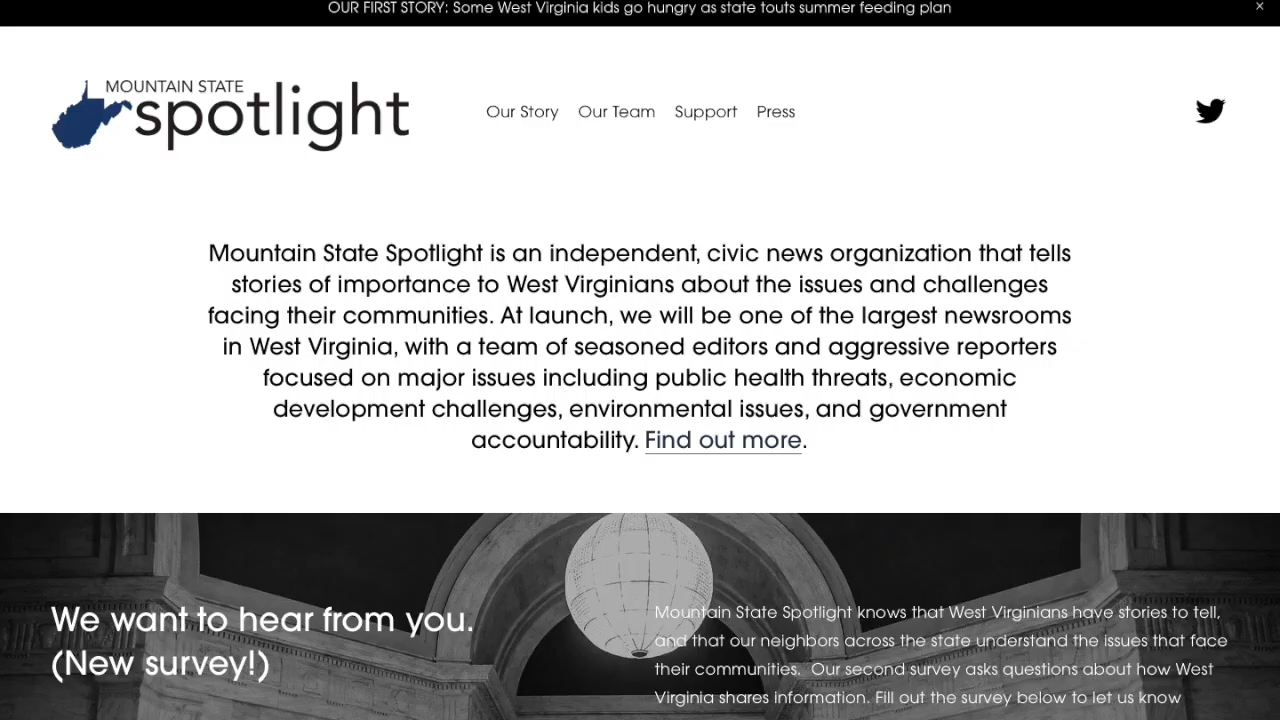 OUR FIRST STORY: Some West Virginia kids go hungry as state touts summer feeding plan
×
MOUNTAIN STATE
spotlight
Our Story Our Team Support Press
Mountain State Spotlight is an independent, civic news organization that tells
stories of importance to West Virginians about the issues and challenges
facing their communities. At launch, we will be one of the largest newsrooms
in West Virginia, with a team of seasoned editors and aggressive reporters
focused on major issues including public health threats, economic
development challenges, environmental issues, and government
accountability. Find out more.
We want to hear from you.
(New survey!)
Mountain State Spotlight knows that West Virginians have stories to tell,
and that our neighbors across the state understand the issues that face
their communities. Our second survey asks questions about how West
Virginia shares information. Fill out the survey below to let us know